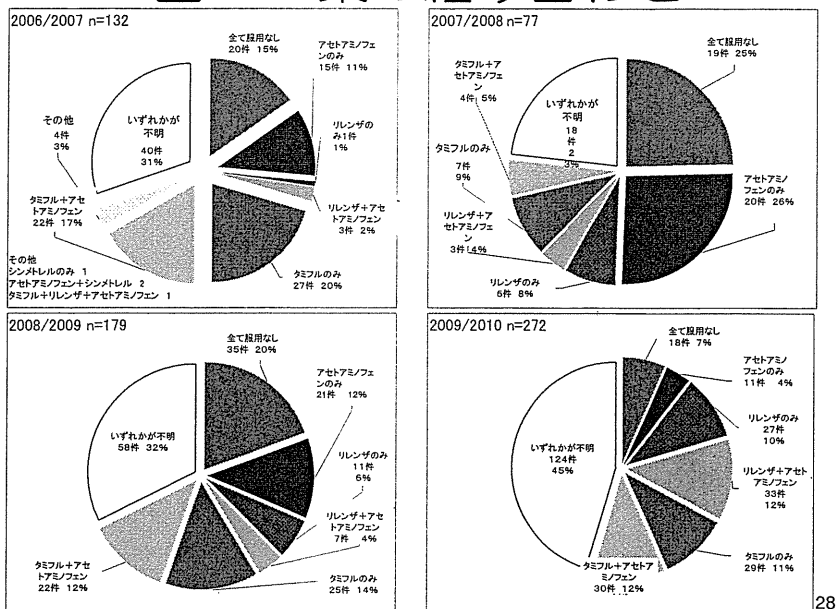 2006/2007 n=132
全て服用なし
20件 15%
アセトアミノフェ
ンのみ
15件 11%
リレンザの
み1件
1%
リレンザ+アセ
トアミノフェン
3件 2%
タミフルのみ
27件 20%
タミフル+アセ
トアミノフェン
22件 17%
その他
4件
3%
いずれかが
不明
40件
31%
その他
シンメトレルのみ 1
アセトアミノフェン+シンメトレル 2
タミフル+リレンザ+アセトアミノフェン 1
2007/2008 n=77
全て服用なし
19件 25%
アセトアミノ
フェンのみ
20件 26%
リレンザのみ
6件 8%
リレンザ+ア
セトアミノフェ
ン
3件 4%
タミフルのみ
7件
9%
タミフル+ア
セトアミノフェ
ン
4件 5%
いずれかが
不明
18
件
2
3%
2008/2009 n=179
全て服用なし
35件 20%
アセトアミノフェ
ンのみ
21件 12%
リレンザのみ
11件
6%
リレンザ+アセ
トアミノフェン
7件 4%
タミフルのみ
25件 14%
タミフル+アセ
トアミノフェン
22件 12%
いずれかが不明
58件 32%
2009/2010 n=272
全て服用なし
18件 7%
アセトアミノ
フェンのみ
11件 4%
リレンザのみ
27件
10%
リレンザ+アセト
アミノフェン
33件
12%
タミフルのみ
29件 11%
タミフル+アセトア
ミノフェン
30件 12%
いずれかが不明
124件
45%
28